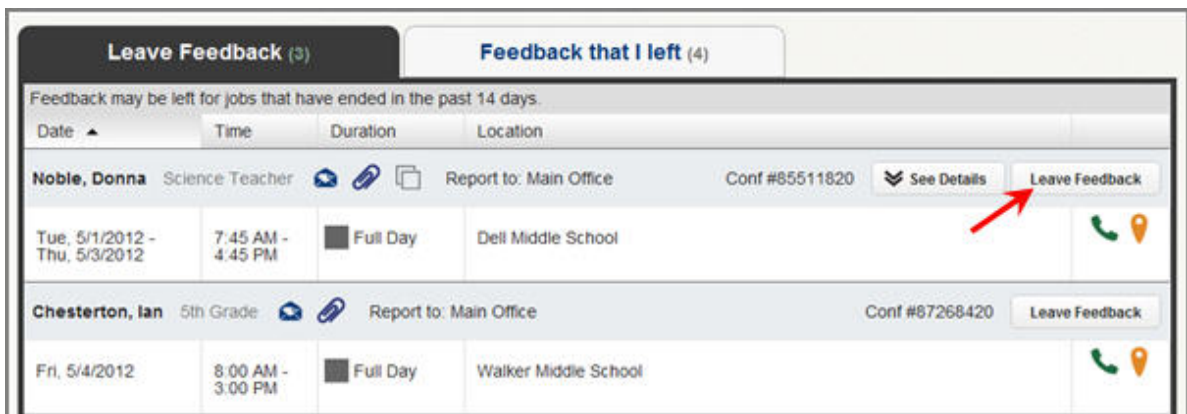 Leave Feedback (3)
Feedback that I left (4)
Feedback may be left for jobs that have ended in the past 14 days.
Date Time Duration Location
Noble, Donna Science Teacher Report to: Main Office Conf #85511820 See Details Leave Feedback
Tue, 5/1/2012 - 7:45 AM - Full Day Dell Middle School
Thu, 5/3/2012 4:45 PM
Chesterton, Ian 5th Grade Report to: Main Office Conf #87268420 Leave Feedback
Fri, 5/4/2012 8:00 AM - Full Day Walker Middle School
3:00 PM